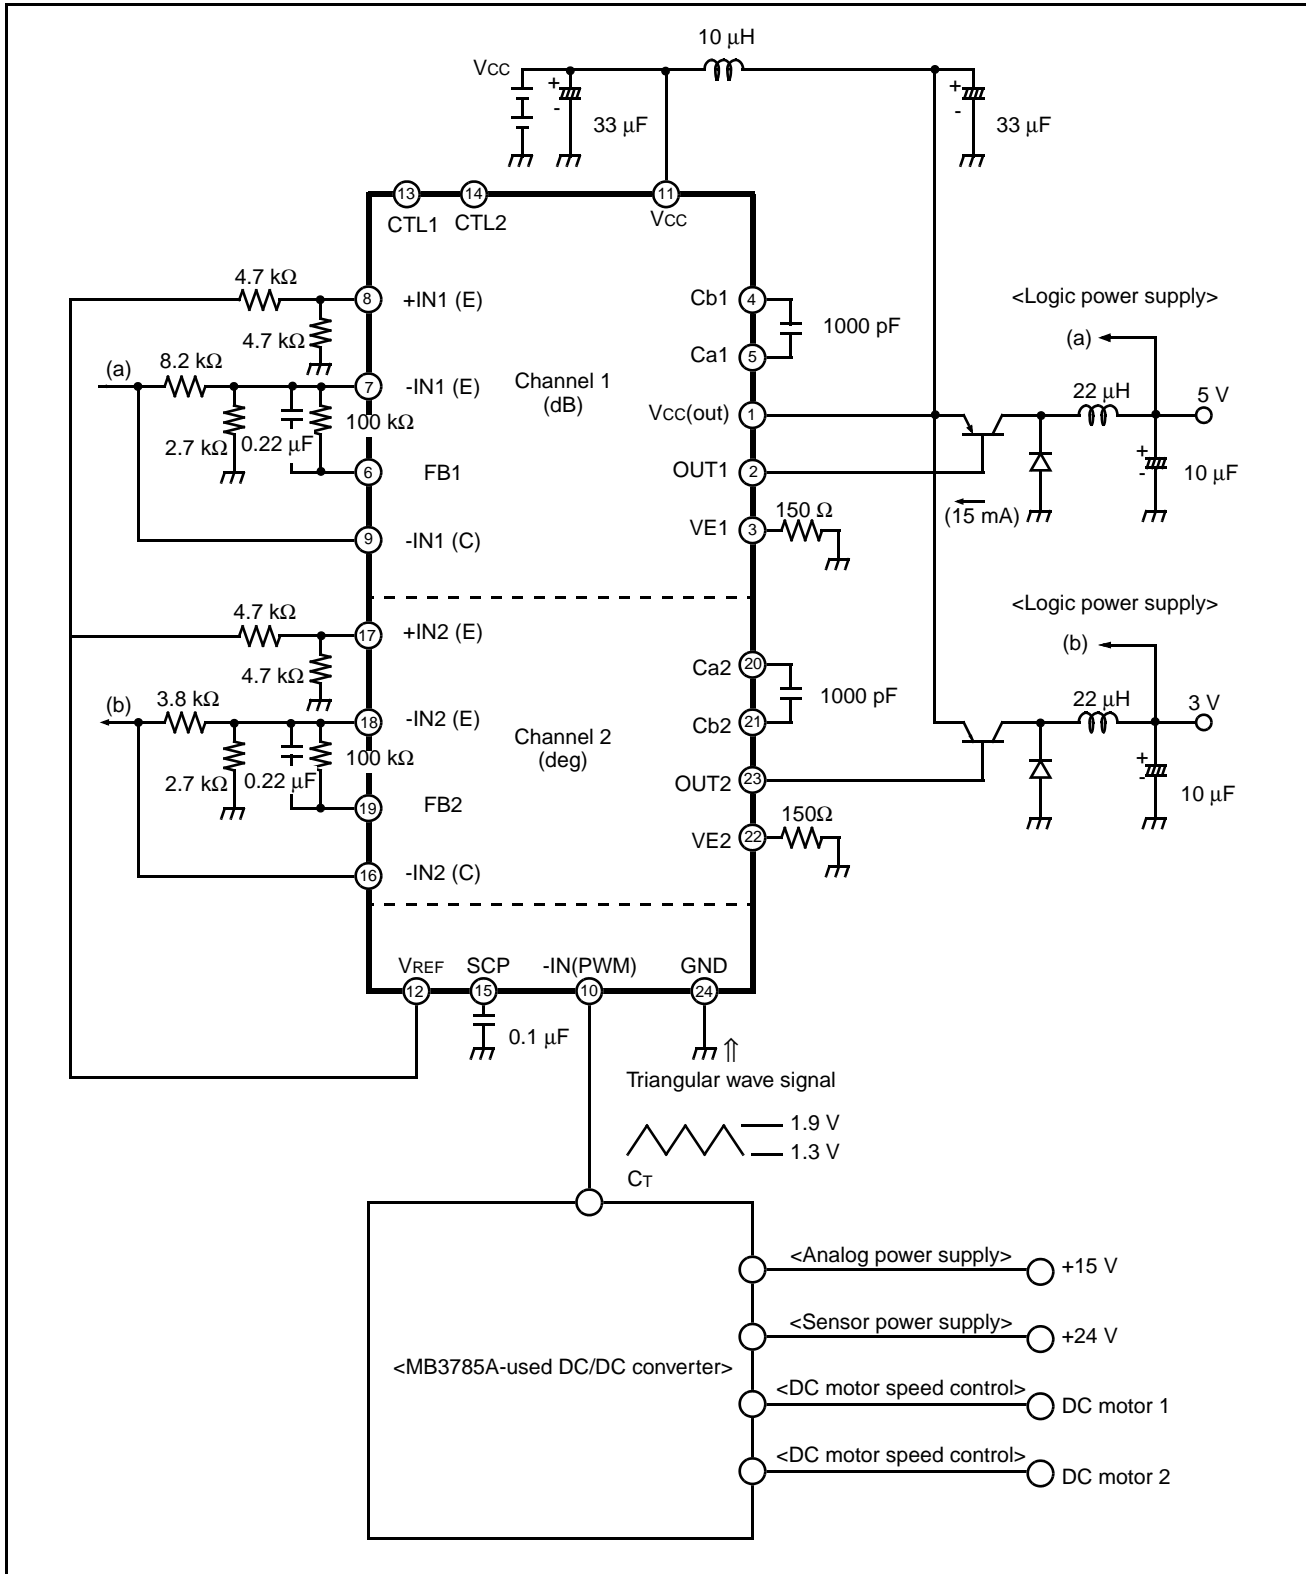 10 μH
VCC
+
-
33 μF
+
-
33 μF
13
14
11
CTL1
CTL2
VCC
4.7 kΩ
8
+IN1 (E)
4.7 kΩ
(a)
8.2 kΩ
7
-IN1 (E)
100 kΩ
2.7 kΩ
0.22 μF
6
FB1
9
-IN1 (C)
Channel 1
(dB)
Cb1
4
1000 pF
Ca1
5
VCC(out)
1
OUT1
2
(15 mA)
VE1
3
150 Ω
<Logic power supply>
(a)
22 μH
5 V
+
-
10 μF
4.7 kΩ
17
+IN2 (E)
4.7 kΩ
(b)
3.8 kΩ
18
-IN2 (E)
100 kΩ
2.7 kΩ
0.22 μF
19
FB2
16
-IN2 (C)
Channel 2
(deg)
Ca2
20
1000 pF
Cb2
21
OUT2
23
VE2
22
150Ω
<Logic power supply>
(b)
22 μH
3 V
+
-
10 μF
VREF
SCP
-IN(PWM)
GND
12
15
10
24
0.1 μF
⇑
Triangular wave signal
1.9 V
1.3 V
CT
<MB3785A-used DC/DC converter>
<Analog power supply>
+15 V
<Sensor power supply>
+24 V
<DC motor speed control>
DC motor 1
<DC motor speed control>
DC motor 2